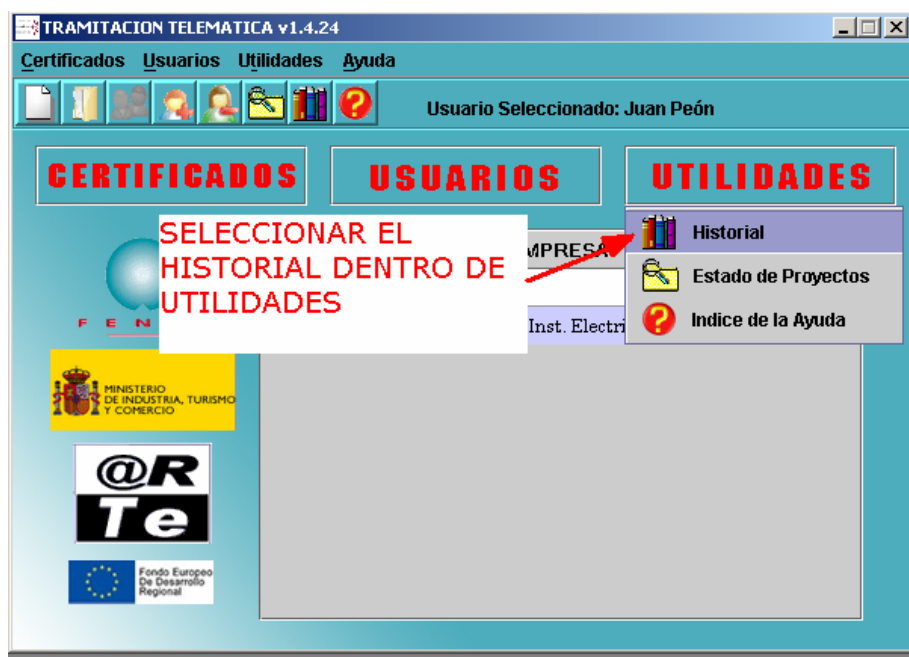 TRAMITACION TELEMATICA v1.4.24
Certificados Usuarios Utilidades Ayuda
Usuario Seleccionado: Juan Peón
CERTIFICADOS USUARIOS UTILIDADES
SELECCIONAR EL
HISTORIAL DENTRO DE
UTILIDADES
Historial
Estado de Proyectos
Indice de la Ayuda
Inst.
F E N
MINISTERIO
DE INDUSTRIA, TURISMO
Y COMERCIO
@R
Te
Fondo Europeo
De Desarrollo
Regional